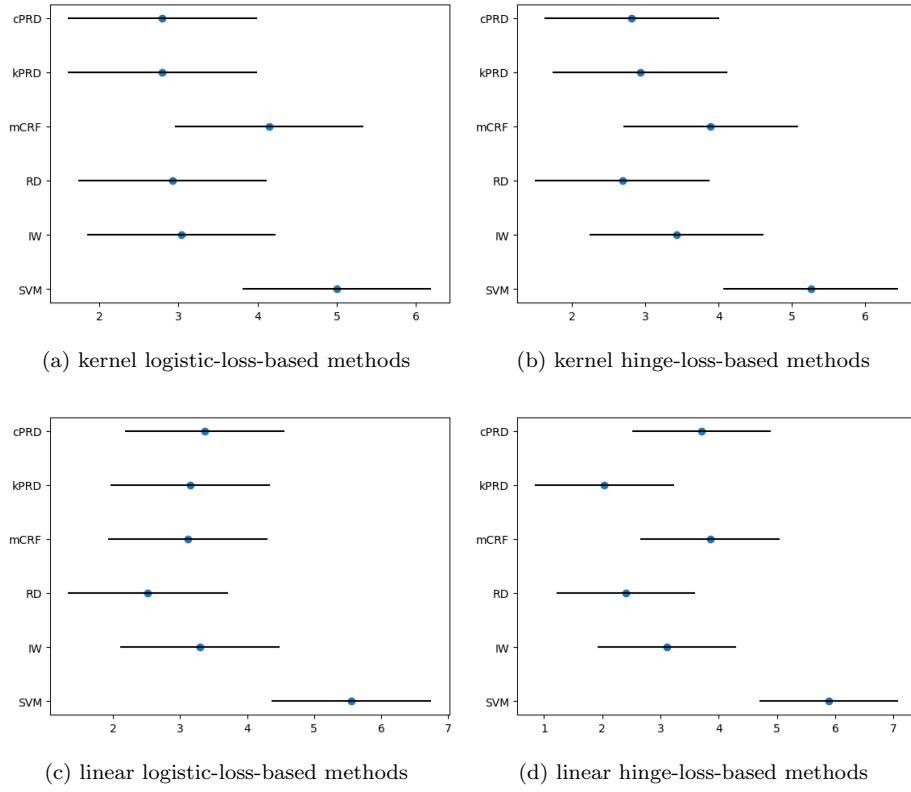 cPRD
kPRD
mCRF
RD
IW
SVM
2 3 4 5 6
(a) kernel logistic-loss-based methods
cPRD
kPRD
mCRF
RD
IW
SVM
2 3 4 5 6
(b) kernel hinge-loss-based methods
cPRD
kPRD
mCRF
RD
IW
SVM
2 3 4 5 6 7
(c) linear logistic-loss-based methods
cPRD
kPRD
mCRF
RD
IW
SVM
1 2 3 4 5 6 7
(d) linear hinge-loss-based methods